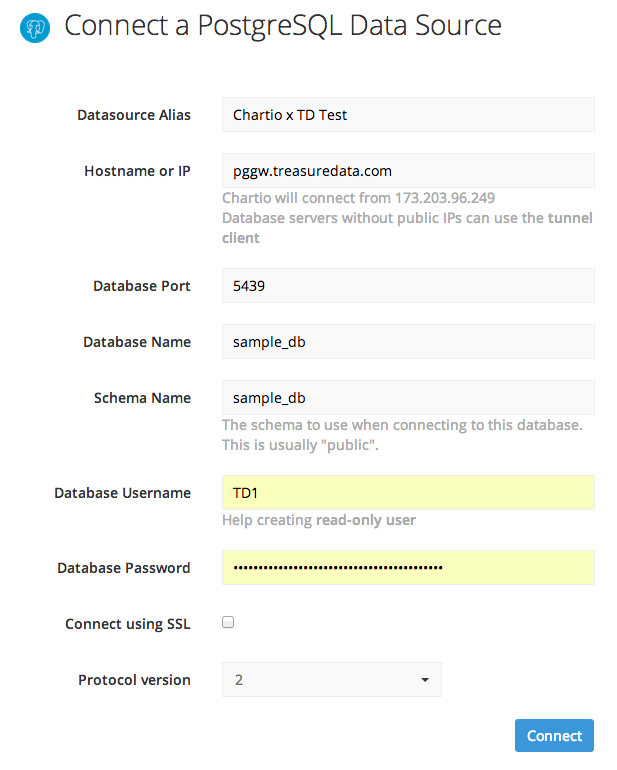 Connect a PostgreSQL Data Source
Datasource Alias
Chartio x TD Test
Hostname or IP
pggw.treasuredata.com
Chartio will connect from 173.203.96.249
Database servers without public IPs can use the tunnel
client
Database Port
5439
Database Name
sample_db
Schema Name
sample_db
The schema to use when connecting to this database.
This is usually "public".
Database Username
TD1
Help creating read-only user
Database Password
Connect using SSL
Protocol version
2
Connect